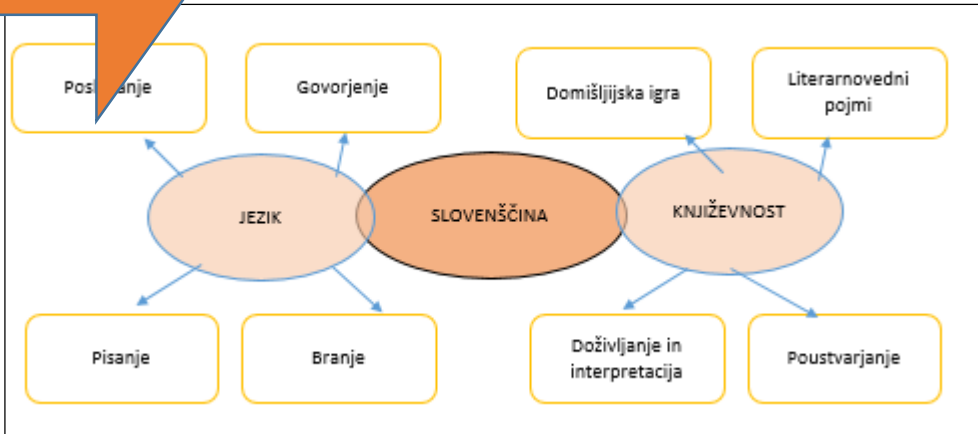 Govorjenje
Domišljijska igra
Literarnovedni
pojmi
JEZIK
SLOVENŠČINA
KNJIŽEVNOST
Pisanje
Branje
Doživljanje in
interpretacija
Poustvarjanje